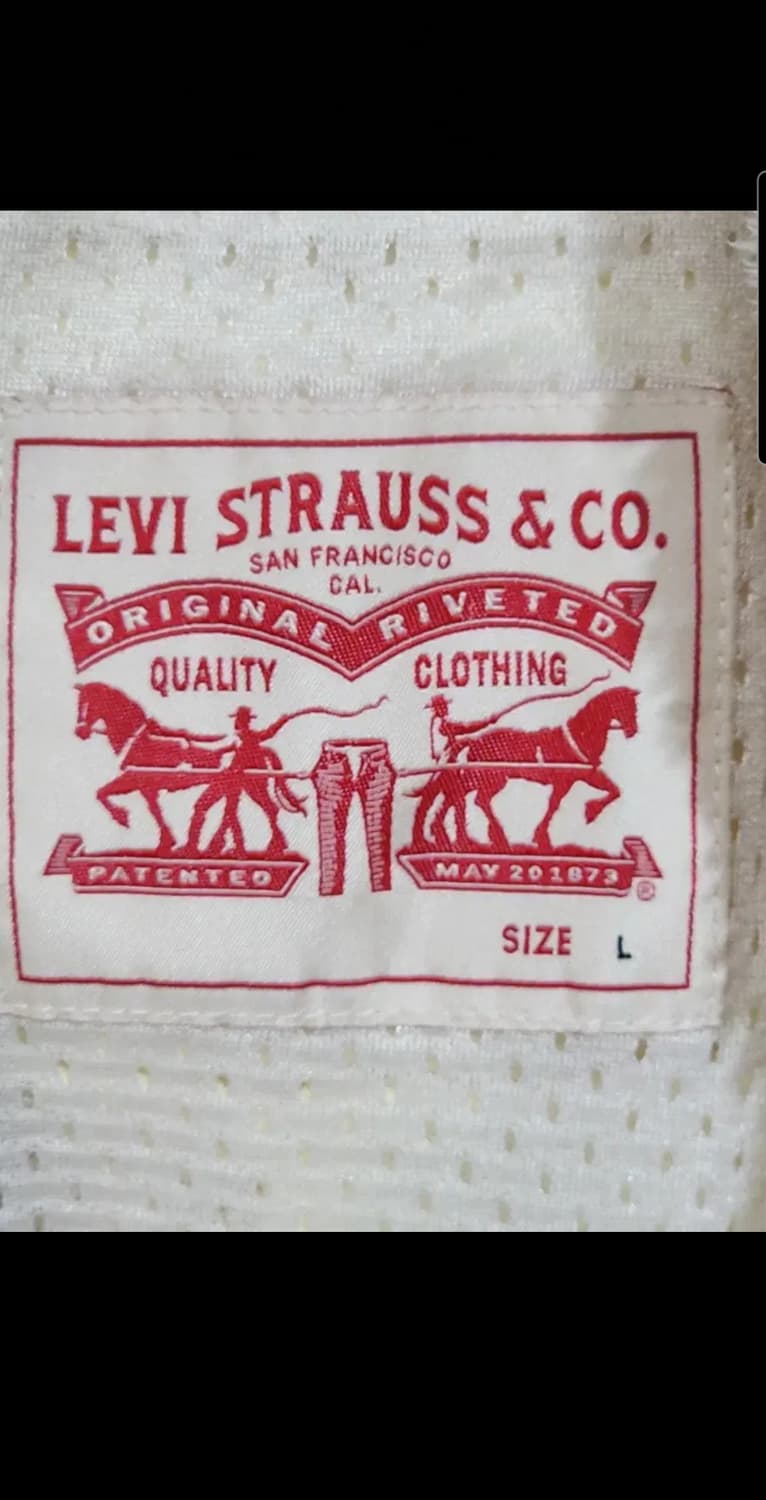 LEVI STRAUSS & CO.
SAN FRANCISCO
CAL.
ORIGINAL RIVETED
QUALITY CLOTHING
PATENTED MAY 20 1873
®
SIZE L